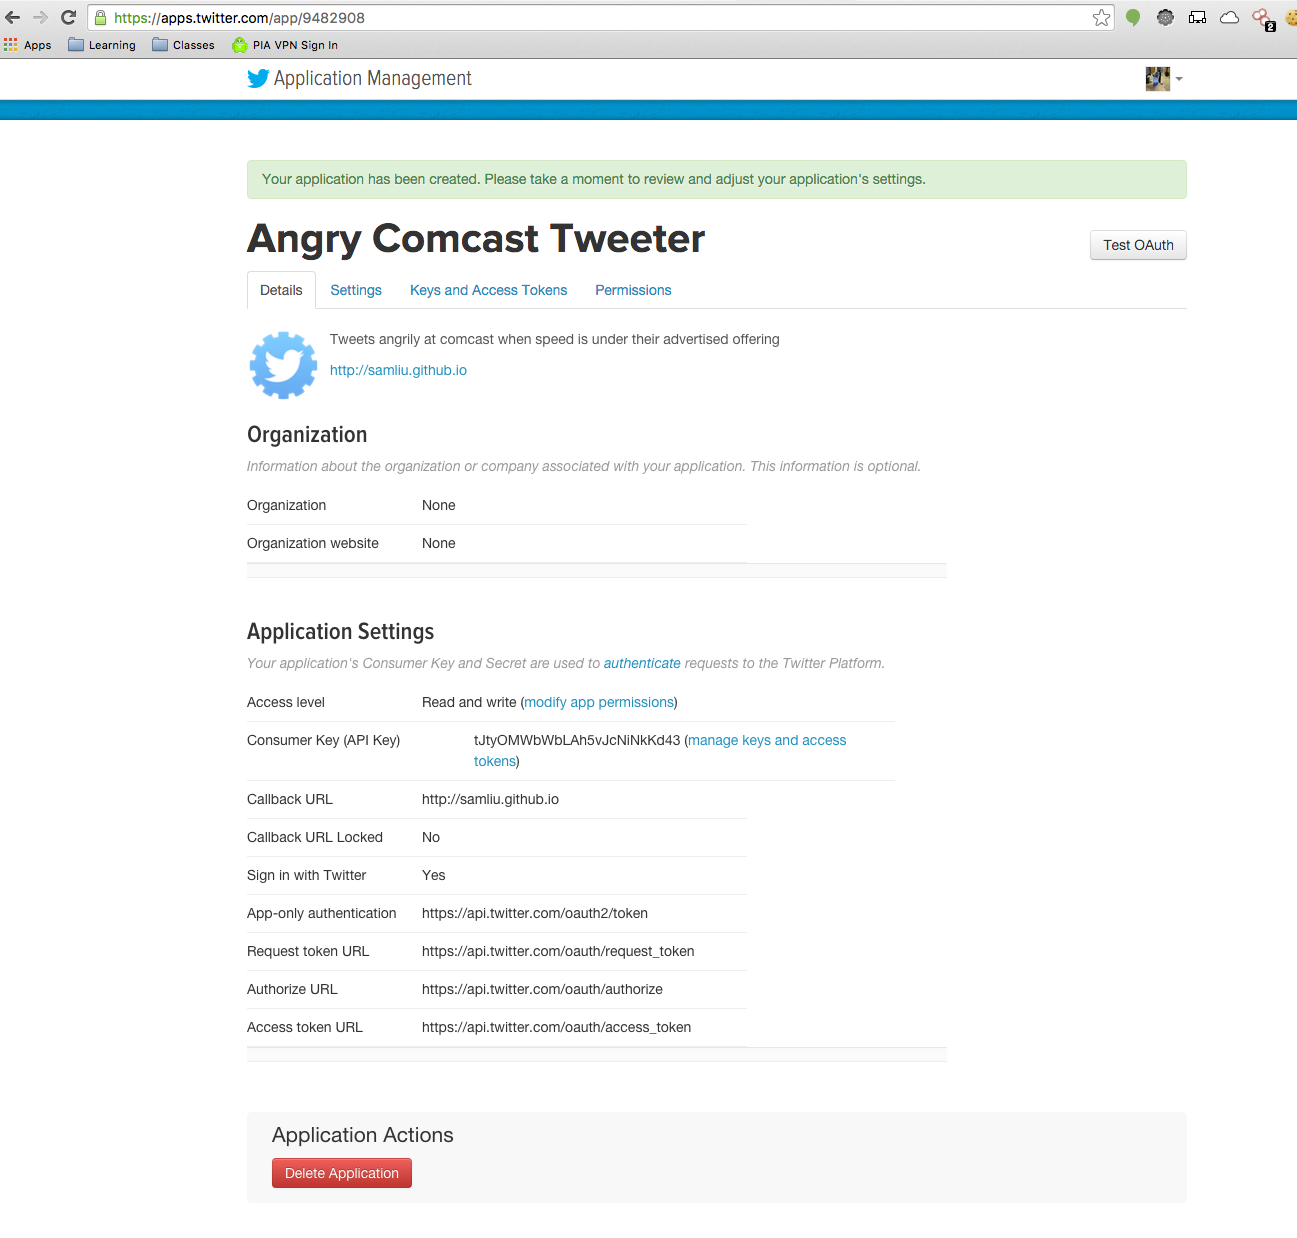 https://apps.twitter.com/app/9482908
2
Apps Learning Classes PIA VPN Sign In
Application Management
Your application has been created. Please take a moment to review and adjust your application's settings.
Angry Comcast Tweeter
Test OAuth
Details Settings Keys and Access Tokens Permissions
Tweets angrily at comcast when speed is under their advertised offering
http://samliu.github.io
Organization
Information about the organization or company associated with your application. This information is optional.
Organization None
Organization website None
Application Settings
Your application's Consumer Key and Secret are used to authenticate requests to the Twitter Platform.
Access level Read and write (modify app permissions)
Consumer Key (API Key) tJtyOMWbWbLAh5vJcNiNkKd43 (manage keys and access
tokens)
Callback URL http://samliu.github.io
Callback URL Locked No
Sign in with Twitter Yes
App-only authentication https://api.twitter.com/oauth2/token
Request token URL https://api.twitter.com/oauth/request_token
Authorize URL https://api.twitter.com/oauth/authorize
Access token URL https://api.twitter.com/oauth/access_token
Application Actions
Delete Application